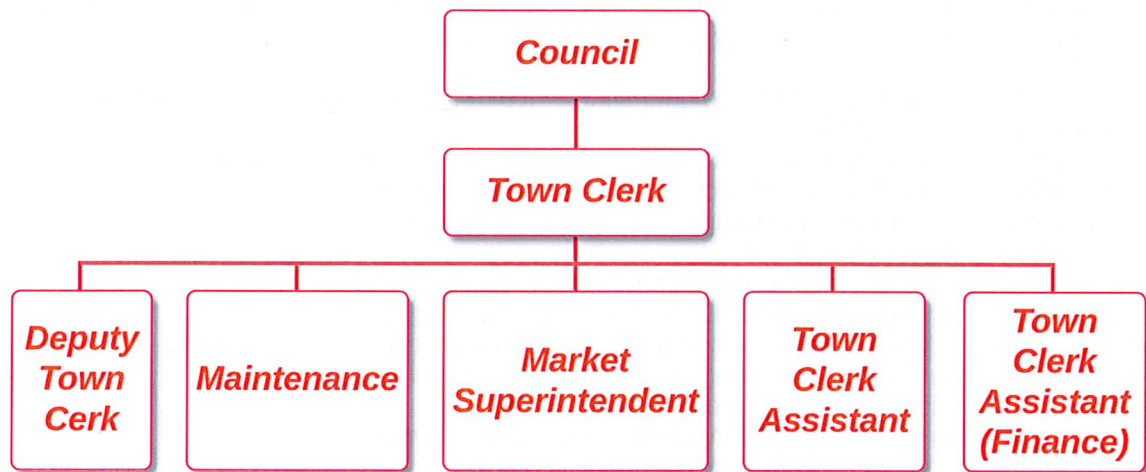 Council
Town Clerk
Deputy
Town
Cerk
Maintenance
Market
Superintendent
Town
Clerk
Assistant
Town
Clerk
Assistant
(Finance)